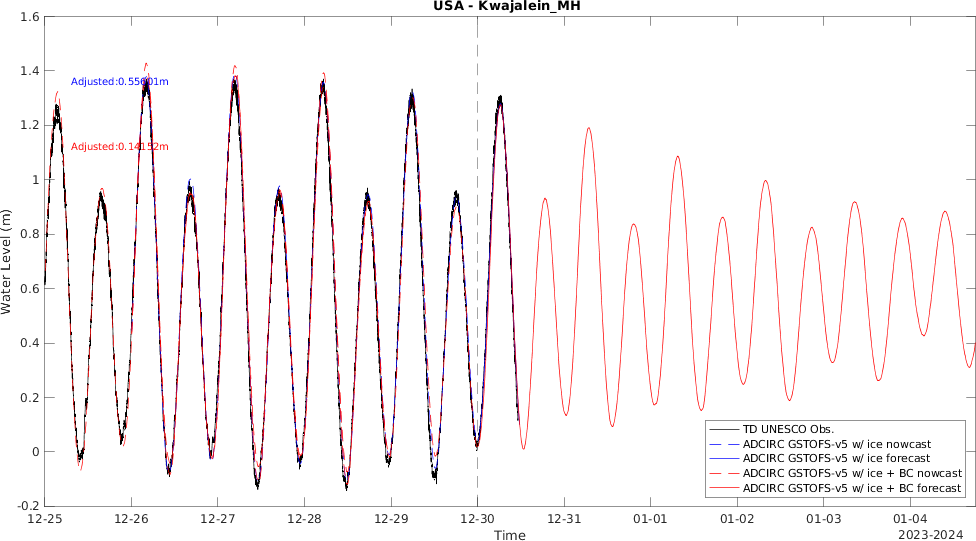 USA - Kwajalein_MH
1.6
1.4
1.2
1
0.8
0.6
0.4
0.2
0
-0.2
Water Level (m)
Adjusted:0.55601m
Adjusted:0.14152m
TD UNESCO Obs.
ADCIRC GSTOFS-v5 w/ ice nowcast
ADCIRC GSTOFS-v5 w/ ice forecast
ADCIRC GSTOFS-v5 w/ ice + BC nowcast
ADCIRC GSTOFS-v5 w/ ice + BC forecast
12-25 12-26 12-27 12-28 12-29 12-30 12-31 01-01 01-02 01-03 01-04
Time
2023-2024